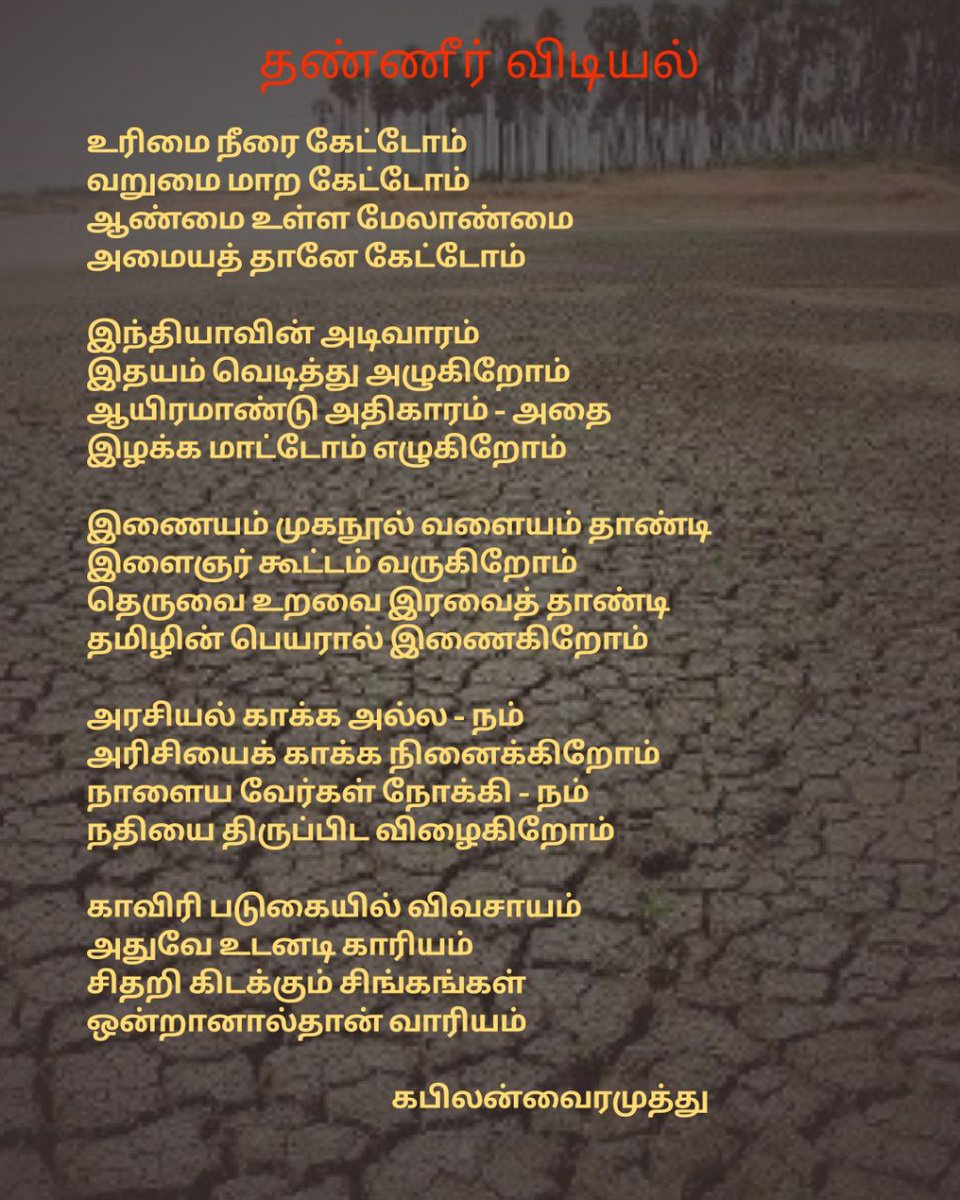 தண்ணீர் விடியல்
உரிமை நீரை கேட்டோம்
வறுமை மாற கேட்டோம்
ஆண்மை உள்ள மேலாண்மை
அமையத் தானே கேட்டோம்
இந்தியாவின் அடிவாரம்
இதயம் வெடித்து அழுகிறோம்
ஆயிரமாண்டு அதிகாரம் - அதை
இழக்க மாட்டோம் எழுகிறோம்
இணையம் முகநூல் வளையம் தாண்டி
இளைஞர் கூட்டம் வருகிறோம்
தெருவை உறவை இரவைத் தாண்டி
தமிழின் பெயரால் இணைகிறோம்
அரசியல் காக்க அல்ல - நம்
அரிசியைக் காக்க நினைக்கிறோம்
நாளைய வேர்கள் நோக்கி - நம்
நதியை திருப்பிட விழைகிறோம்
காவிரி படுகையில் விவசாயம்
அதுவே உடனடி காரியம்
சிதறி கிடக்கும் சிங்கங்கள்
ஒன்றானால்தான் வாரியம்
கபிலன்வைரமுத்து